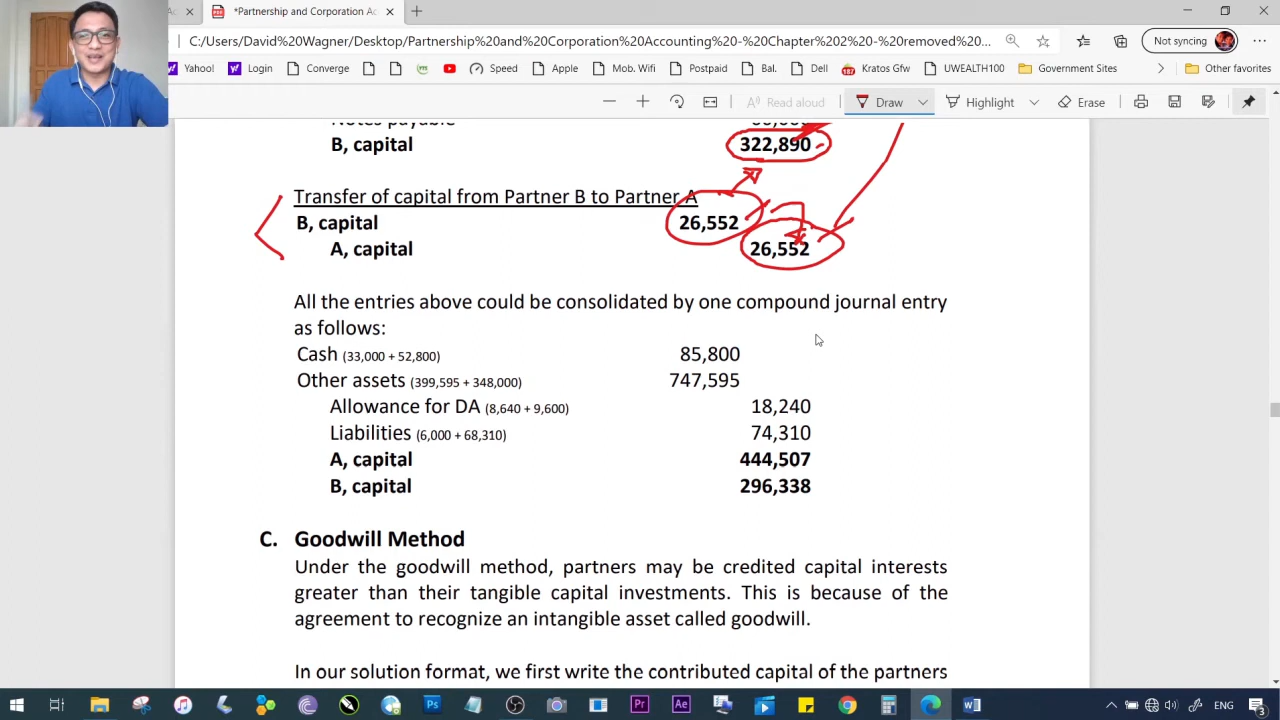 *Partnership and Corporation Ac
C:/Users/David%20Wagner/Desktop/Partnership%20and%20Corporation%20Accounting%20-%20Chapter%202%20-%20removed%20...
Not syncing
Yahoo!
Login
Converge
Speed
Apple
Mob. Wifi
Postpaid
Bal.
Dell
Kratos Gfw
UWEALTH100
Government Sites
Other favorites
Read aloud
Draw
Highlight
Erase
Notes payable
B, capital 322,890
Transfer of capital from Partner B to Partner A
B, capital 26,552
A, capital 26,552
All the entries above could be consolidated by one compound journal entry
as follows:
Cash (33,000 + 52,800) 85,800
Other assets (399,595 + 348,000) 747,595
Allowance for DA (8,640 + 9,600) 18,240
Liabilities (6,000 + 68,310) 74,310
A, capital 444,507
B, capital 296,338
C. Goodwill Method
Under the goodwill method, partners may be credited capital interests
greater than their tangible capital investments. This is because of the
agreement to recognize an intangible asset called goodwill.
In our solution format, we first write the contributed capital of the partners
ENG